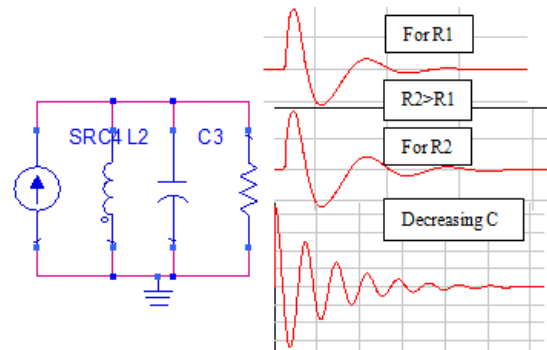 For R1
R2>R1
SRC4 L2 C3
For R2
Decreasing C